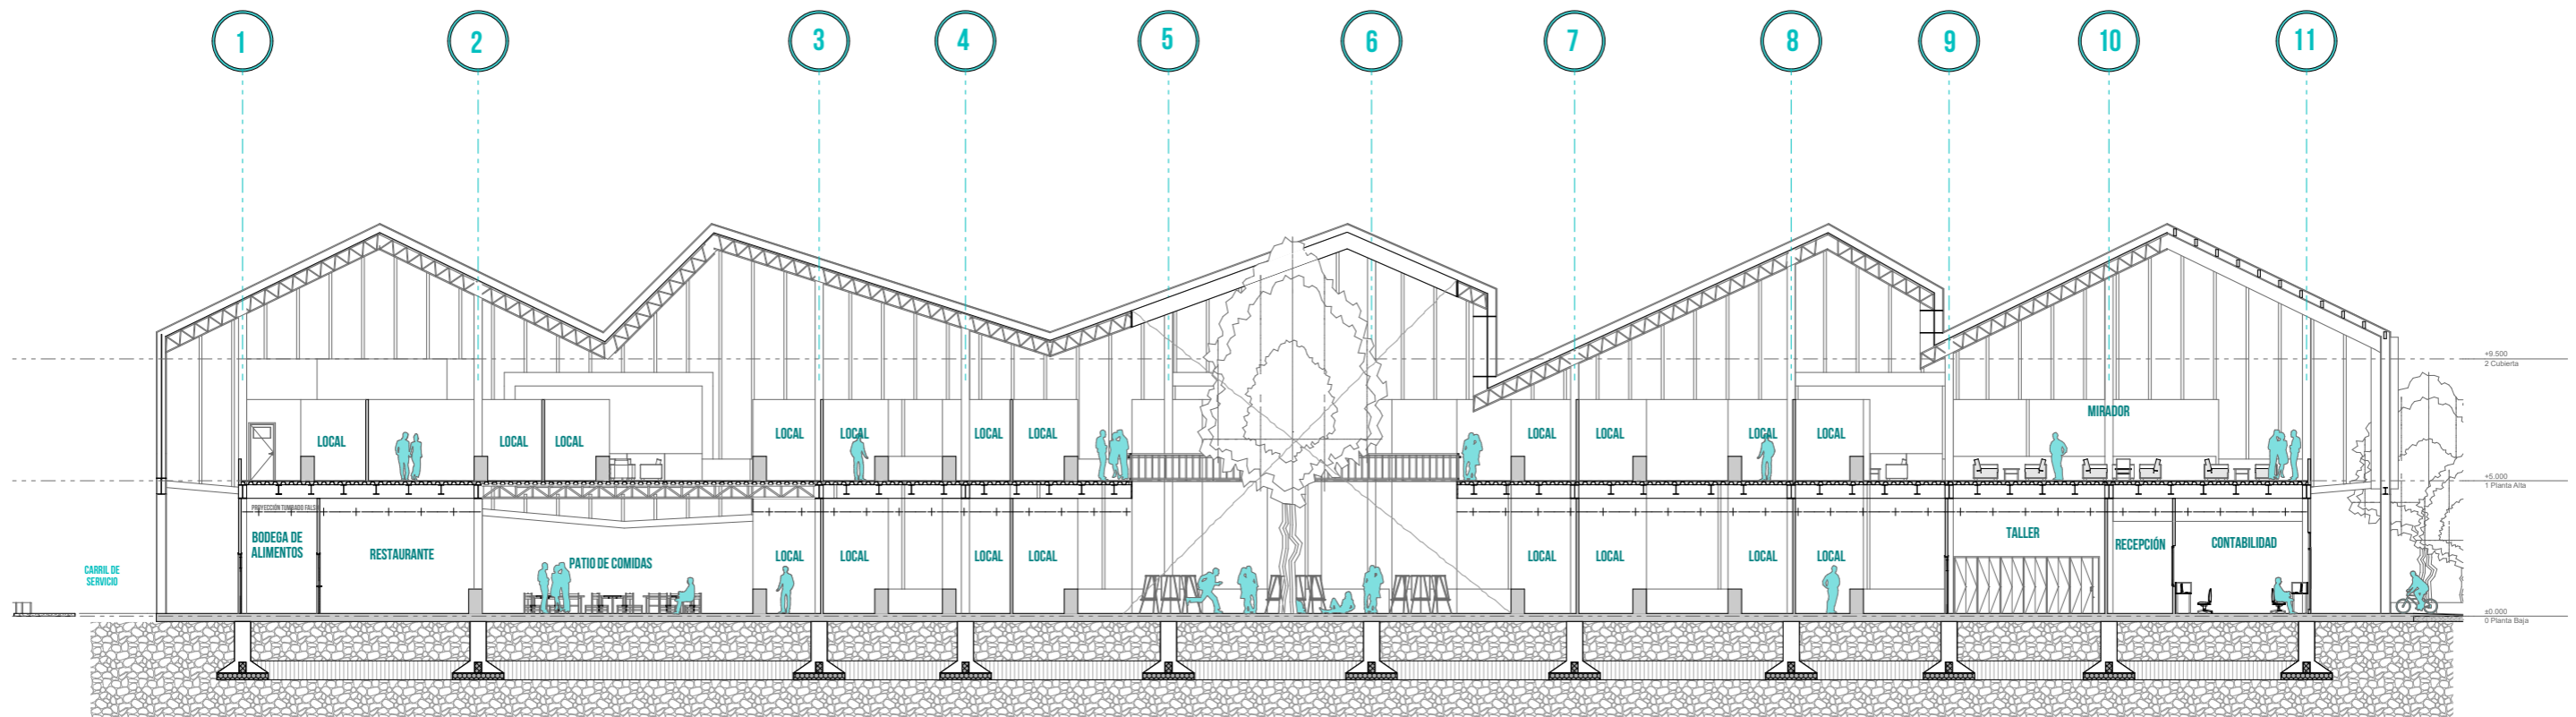 1 2 3 4 5 6 7 8 9 10 11
+9.500
2 Cubierta
MIRADOR
LOCAL LOCAL LOCAL LOCAL LOCAL LOCAL LOCAL LOCAL LOCAL LOCAL LOCAL
+5.000
1 Planta Alta
PROYECCIÓN TUMBADO FALS
BODEGA DE
ALIMENTOS
RESTAURANTE
PATIO DE COMIDAS
LOCAL LOCAL LOCAL LOCAL LOCAL LOCAL LOCAL LOCAL
TALLER
RECEPCIÓN
CONTABILIDAD
CARRIL DE
SERVICIO
±0.000
0 Planta Baja